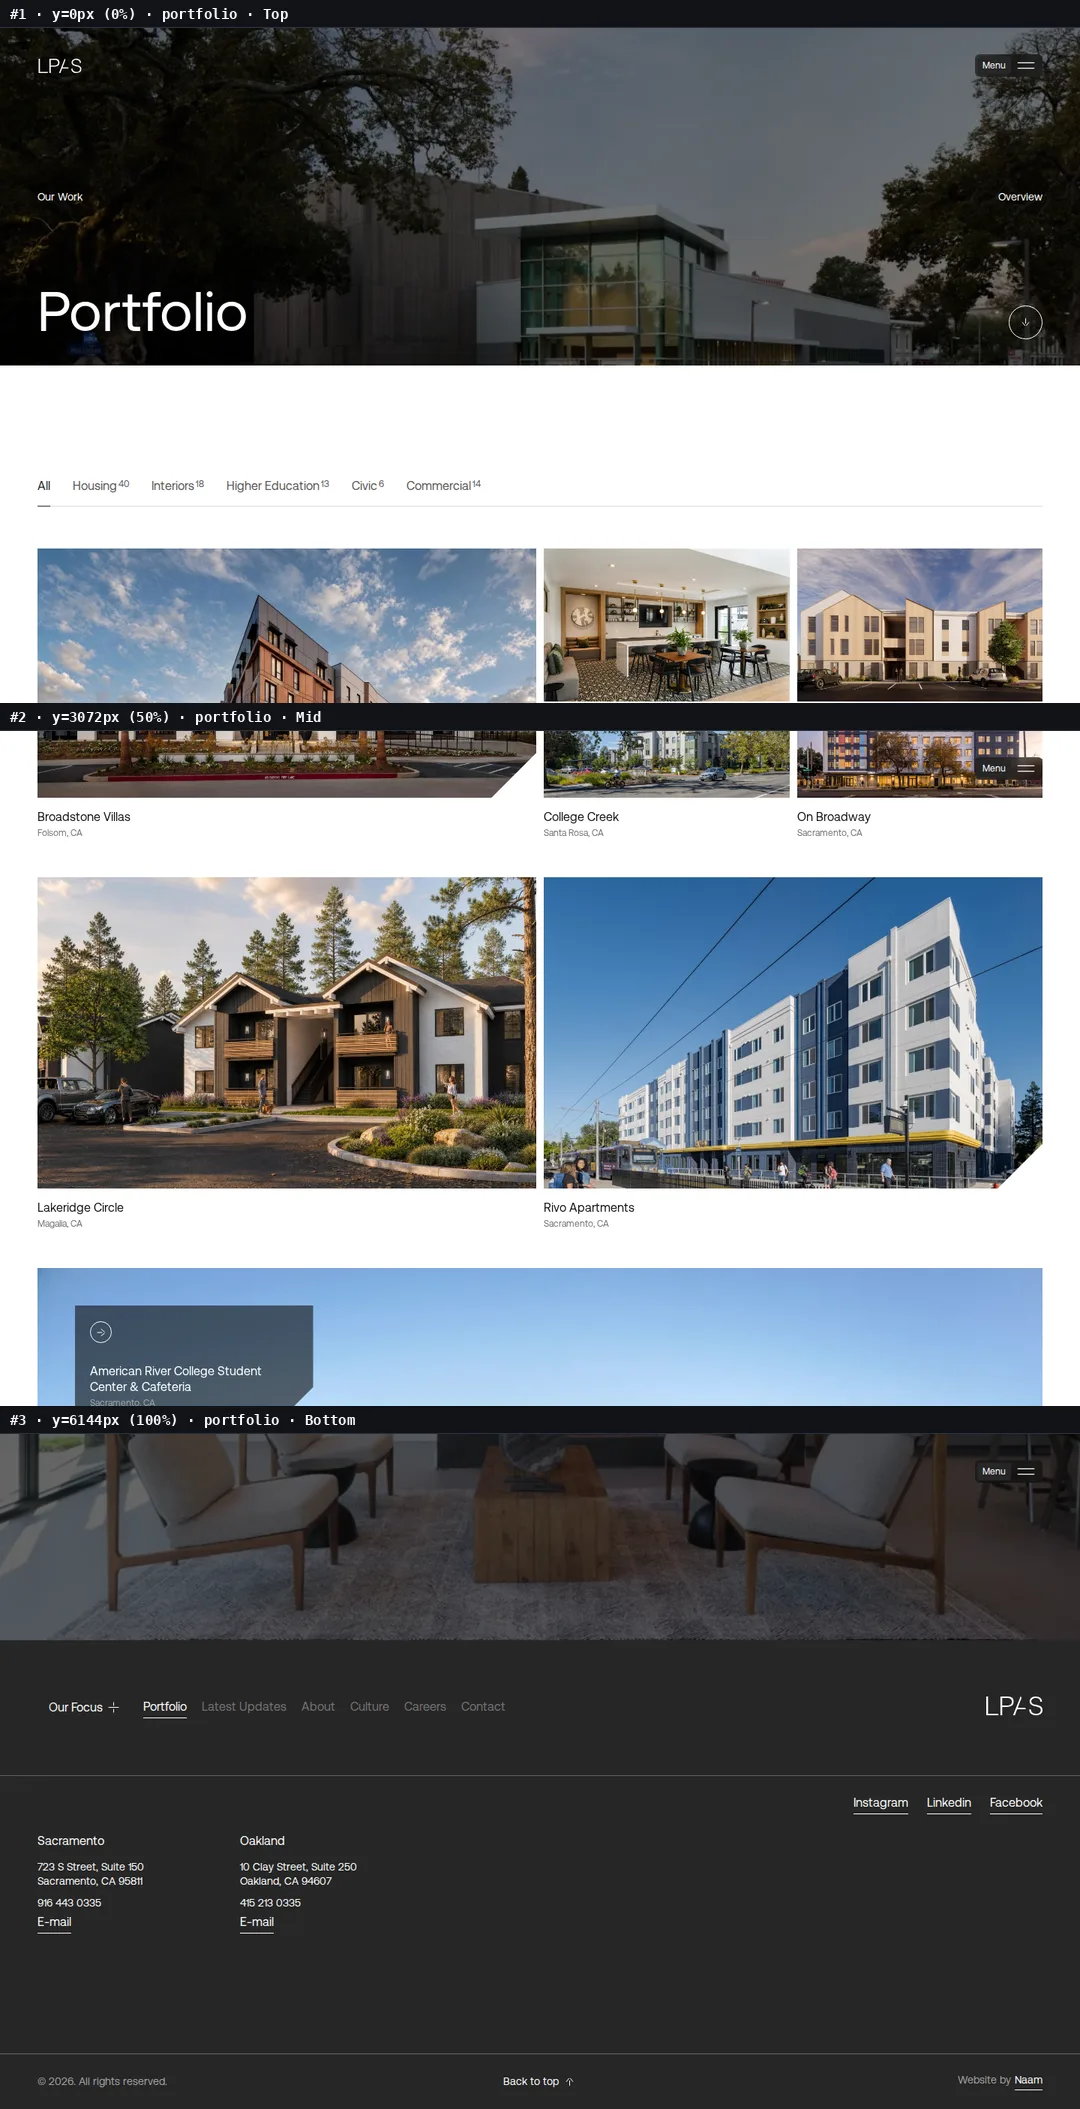 #1 · y=0px (0%) · portfolio · Top
LPAS
Menu
Our Work
Overview
Portfolio
All Housing 40 Interiors 18 Higher Education 13 Civic 6 Commercial 14
#2 · y=3072px (50%) · portfolio · Mid
Menu
Broadstone Villas
Folsom, CA
College Creek
Santa Rosa, CA
On Broadway
Sacramento, CA
Lakeridge Circle
Magalia, CA
Rivo Apartments
Sacramento, CA
American River College Student
Center & Cafeteria
Sacramento, CA
#3 · y=6144px (100%) · portfolio · Bottom
Menu
Our Focus Portfolio Latest Updates About Culture Careers Contact
LPAS
Instagram Linkedin Facebook
Sacramento
723 S Street, Suite 150
Sacramento, CA 95811
916 443 0335
E-mail
Oakland
10 Clay Street, Suite 250
Oakland, CA 94607
415 213 0335
E-mail
© 2026. All rights reserved.
Back to top
Website by Naam